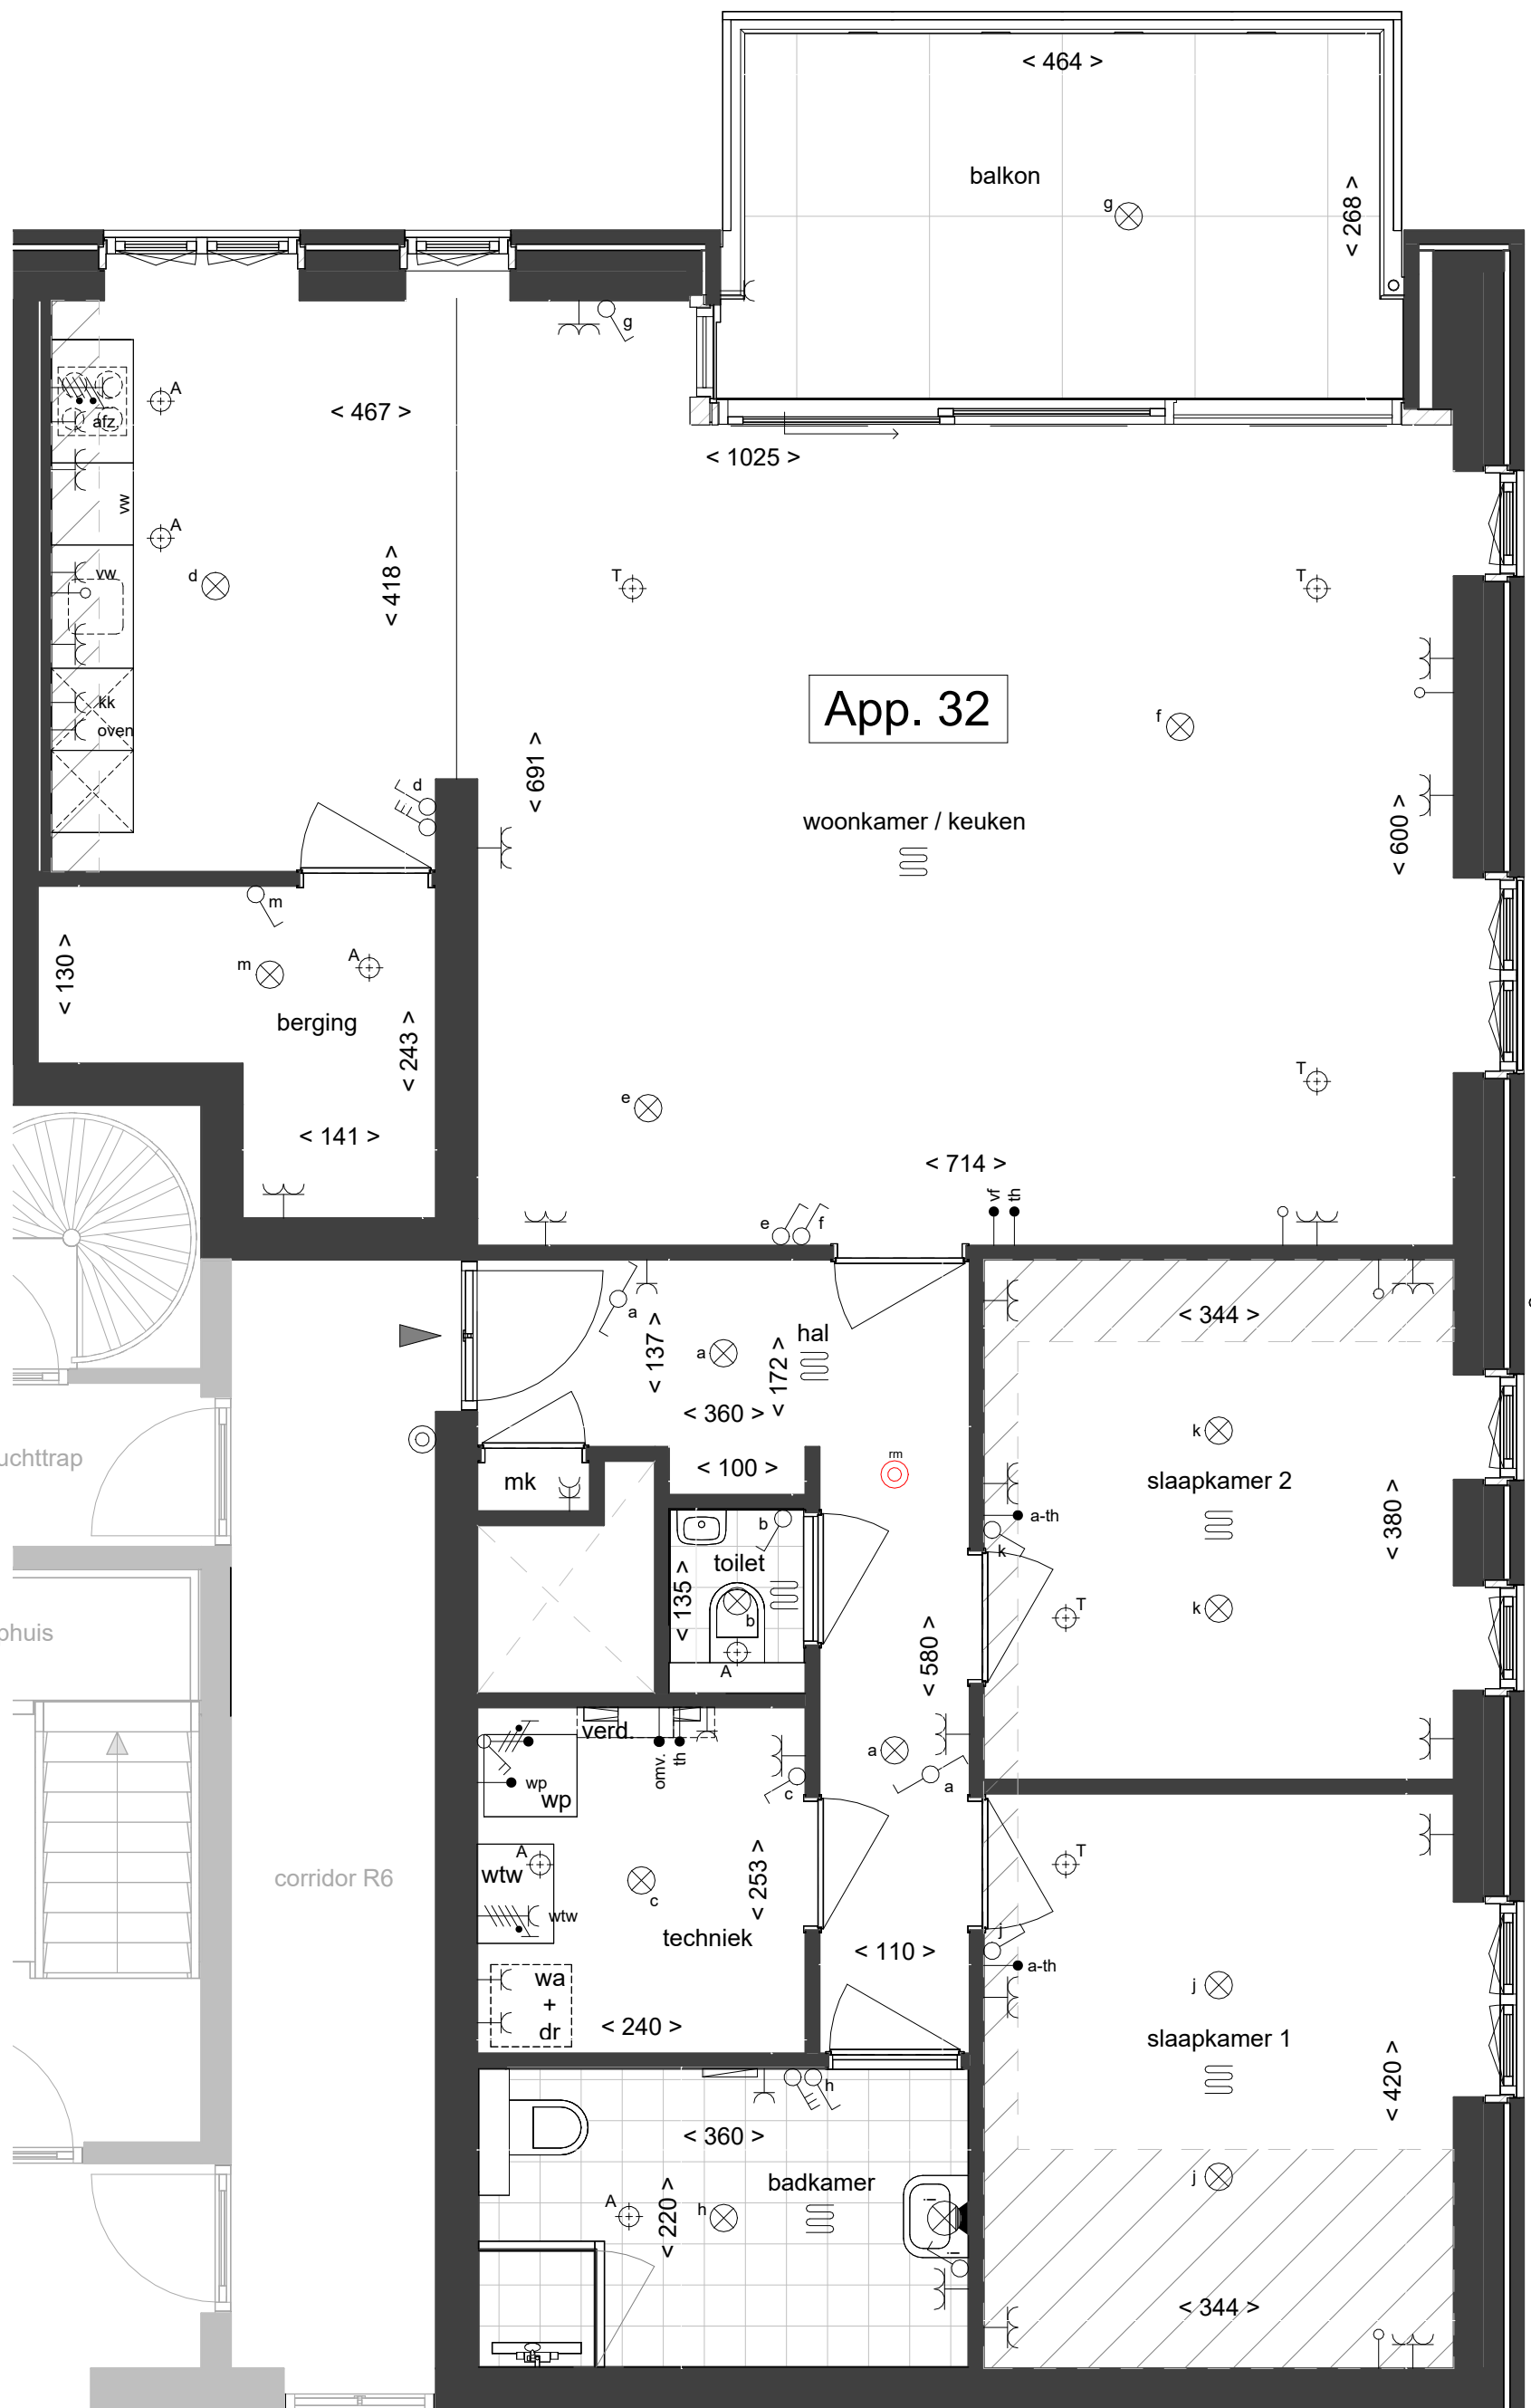 < 464 >
balkon
g
< 268 >
g
A
< 467 >
afz
< 1025 >
vw
A
< 418 >
vw
d
T
T
App. 32
kk
oven
f
< 691 >
d
woonkamer / keuken
< 600 >
m
< 130 >
m
A
berging
< 243 >
T
e
< 141 >
< 714 >
vf
th
e
f
< 344 >
a
hal
< 137 >
a
< 172 >
< 360 >
k
uchttrap
< 100 >
rm
mk
slaapkamer 2
a-th
< 380 >
b
k
toilet
< 135 >
k
T
b
phuis
< 580 >
A
verd.
omv.
th
a
wp
wp
c
a
A
T
wtw
corridor R6
c
< 253 >
wtw
techniek
j
< 110 >
a-th
wa
+
dr
j
< 240 >
slaapkamer 1
h
< 420 >
< 360 >
badkamer
j
A
h
< 220 >
i
i
< 344 >